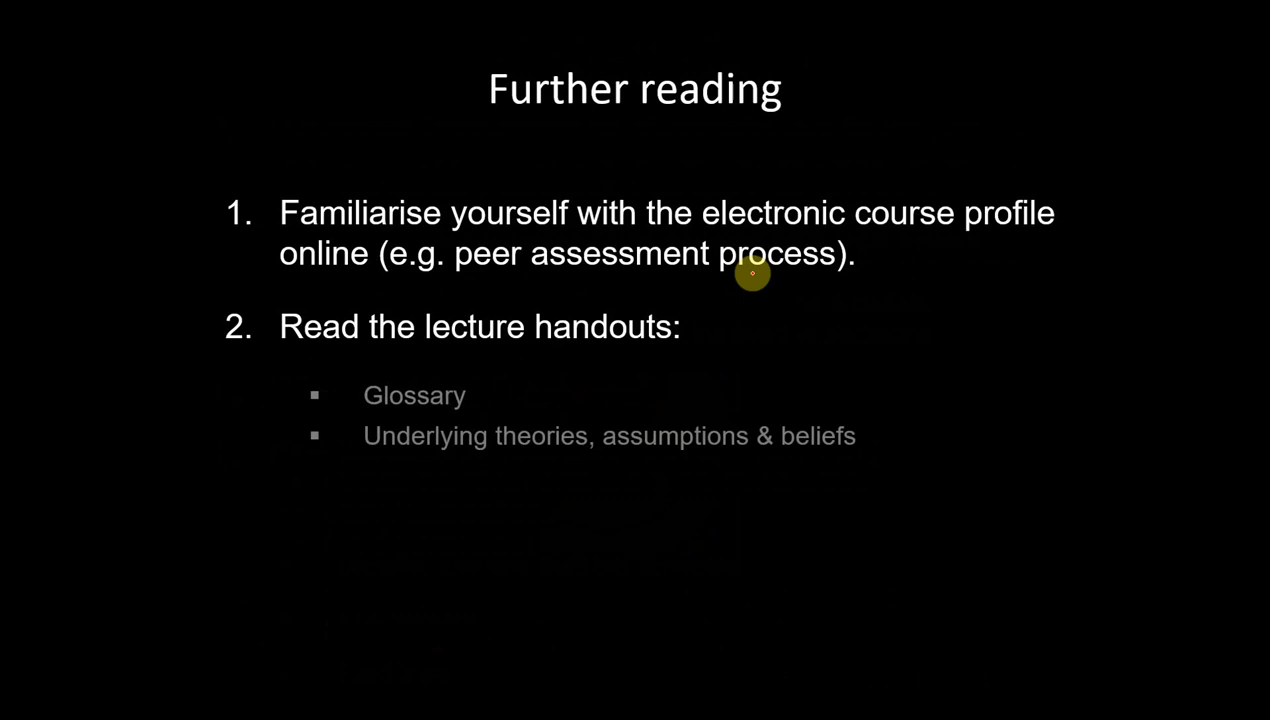 Further reading
1. Familiarise yourself with the electronic course profile
online (e.g. peer assessment process).
2. Read the lecture handouts:
▪ Glossary
▪ Underlying theories, assumptions & beliefs